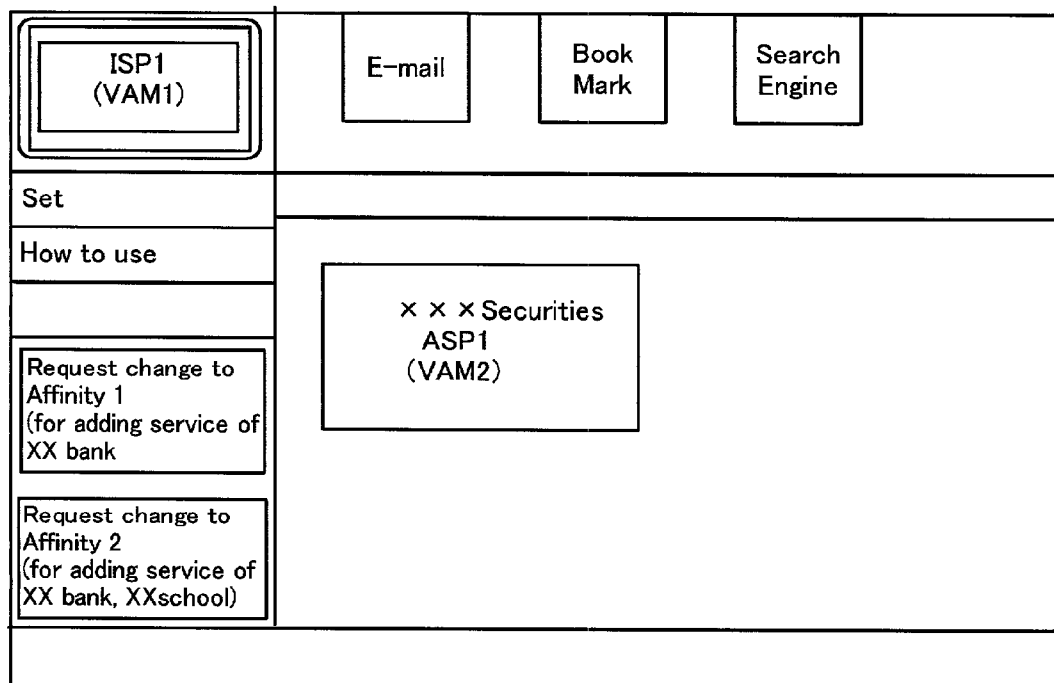 ISP1
(VAM1)
E-mail
Book
Mark
Search
Engine
Set
How to use
× × × Securities
ASP1
(VAM2)
Request change to
Affinity 1
(for adding service of
XX bank
Request change to
Affinity 2
(for adding service of
XX bank, XXschool)